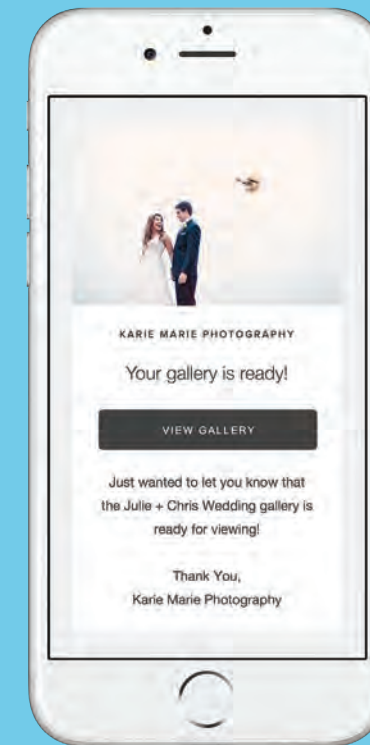 KARIE MARIE PHOTOGRAPHY
Your gallery is ready!
VIEW GALLERY
Just wanted to let you know that
the Julie + Chris Wedding gallery is
ready for viewing!
Thank You,
Karie Marie Photography